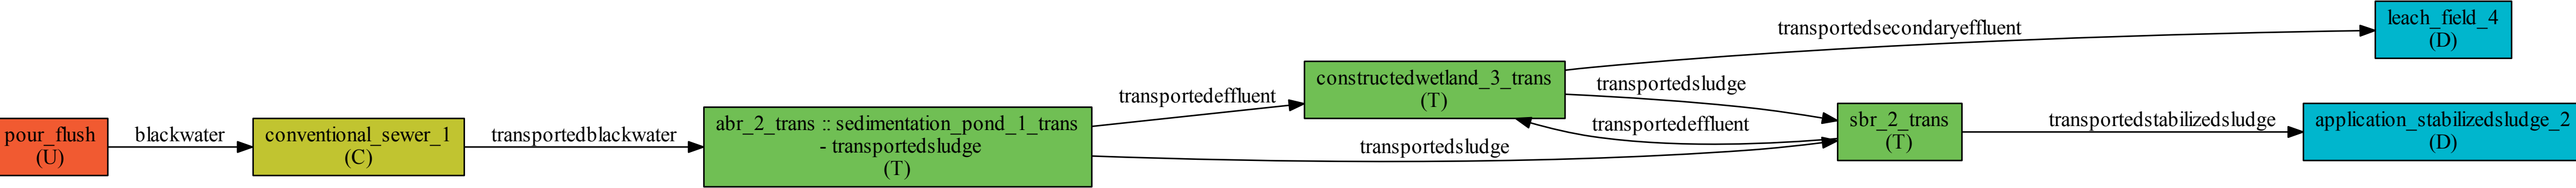 pour_flush
(U)
blackwater
conventional_sewer_1
(C)
transportedblackwater
abr_2_trans :: sedimentation_pond_1_trans
- transportedsludge
(T)
transportedeffluent
transportedsludge
constructedwetland_3_trans
(T)
transportedsecondaryeffluent
transportedsludge
transportedeffluent
sbr_2_trans
(T)
transportedstabilizedsludge
leach_field_4
(D)
application_stabilizedsludge_2
(D)